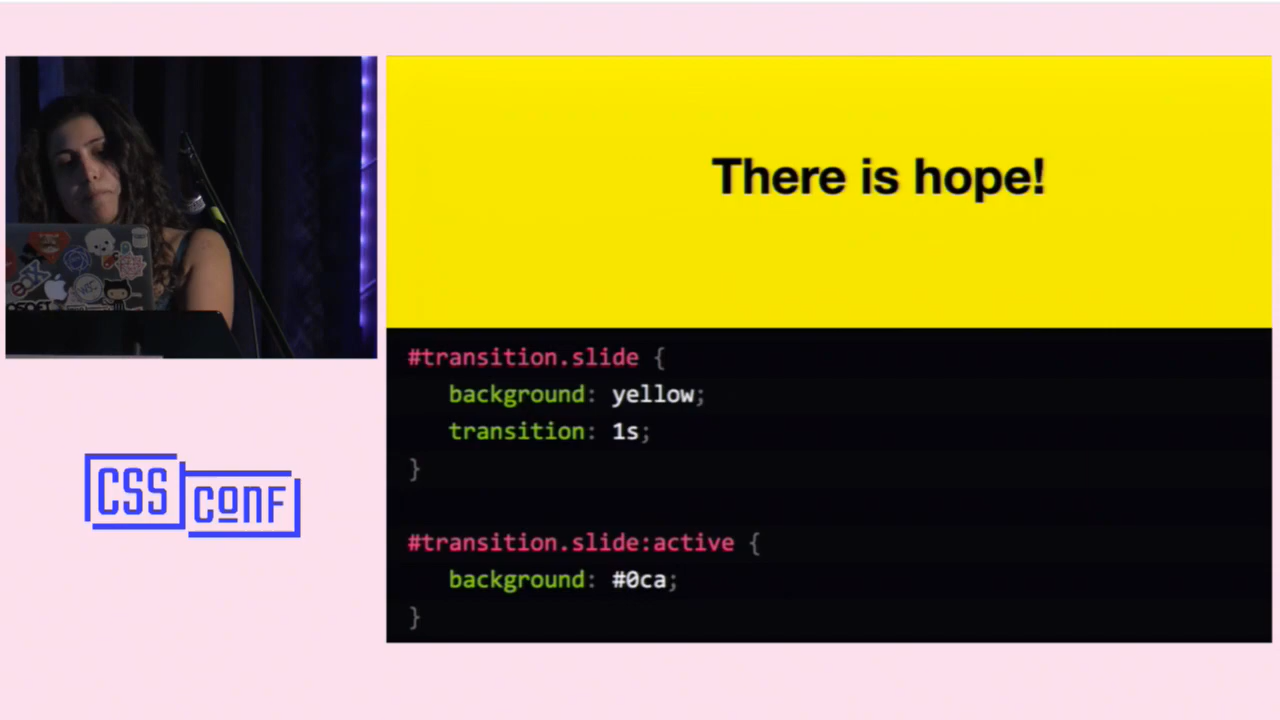 There is hope!
#transition.slide {
background: yellow;
transition: 1s;
}
#transition.slide:active {
background: #0ca;
}
CSS
CONF